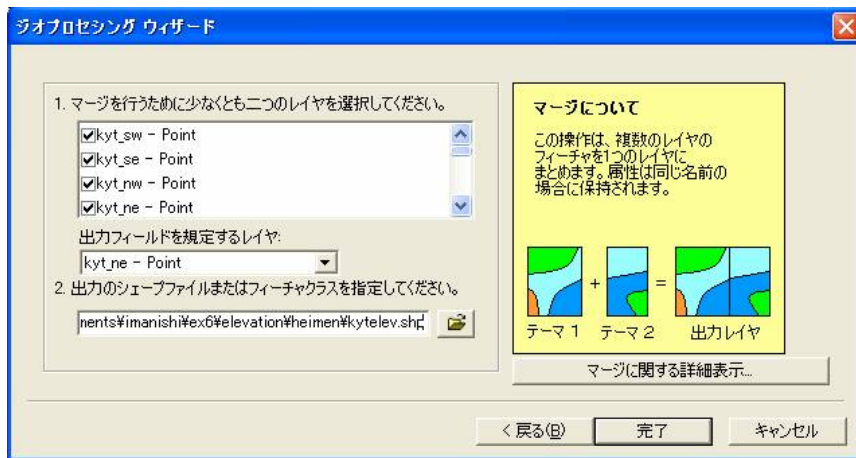 ジオプロセシング ウィザード
1. マージを行うために少なくとも二つのレイヤを選択してください。
kyt_sw - Point
kyt_se - Point
kyt_nw - Point
kyt_ne - Point
出力フィールドを規定するレイヤ:
kyt_ne - Point
2. 出力のシェープファイルまたはフィーチャクラスを指定してください。
ments¥imanishi¥ex6¥elevation¥heimen¥kytelev.shp
マージについて
この操作は、複数のレイヤの
フィーチャを1つのレイヤに
まとめます。属性は同じ名前の
場合に保持されます。
+
=
テーマ 1
テーマ 2
出力レイヤ
マージに関する詳細表示...
< 戻る(B)
完了
キャンセル